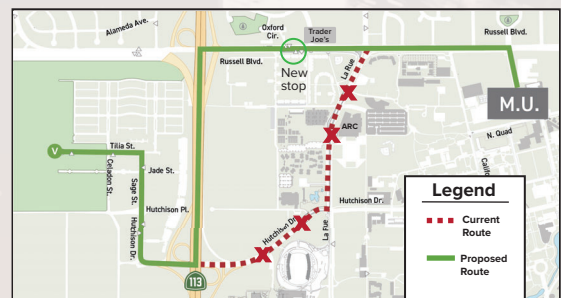 Alameda Ave.
Oxford
Cir.
Trader
Joe's
Russell Blvd.
Russell Blvd.
New
stop
La Rue
M.U.
ARC
N. Quad
Tilia St.
V
Celadon St.
Jade St.
Sage St.
Hutchison Pl.
Hutchison Dr.
Hutchison Dr.
Hutchison Dr.
La Rue
113
Legend
Current
Route
Proposed
Route